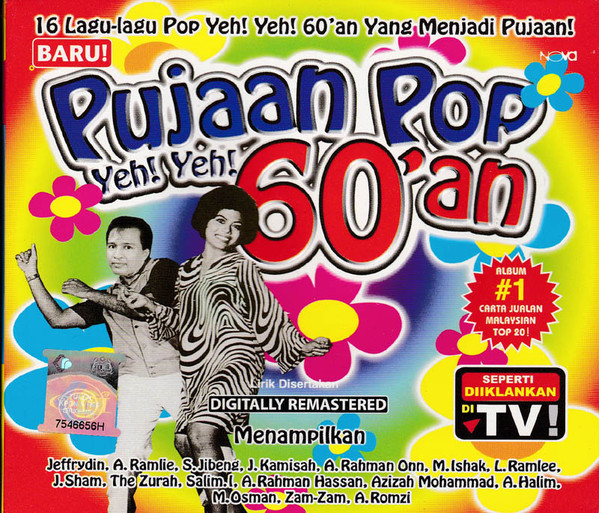 16 Lagu-lagu Pop Yeh! Yeh! 60'an Yang Menjadi Pujaan!
BARU!
NOVA
Pujaan Pop
Yeh! Yeh!
60'an
ALBUM
#1
CARTA JUALAN
MALAYSIAN
TOP 20!
Lirik Disertakan
DIGITALLY REMASTERED
SEPERTI
DIIKLANKAN
DI
TV!
7546656H
Menampilkan
Jeffrydin, A. Ramlie, S. Jibeng, J. Kamisah, A. Rahman Onn, M. Ishak, L. Ramlee,
J. Sham, The Zurah, Salim.I, A. Rahman Hassan, Azizah Mohammad, A. Halim,
M. Osman, Zam-Zam, A. Romzi